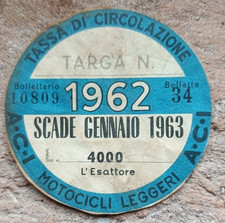 TASSA DI CIRCOLAZIONE
TARGA N.
Bollettario
10809
Bolletta
34
1962
SCADE GENNAIO 1963
L. 4000
L'Esattore
A·C·I
MOTOCICLI LEGGERI
A·C·I